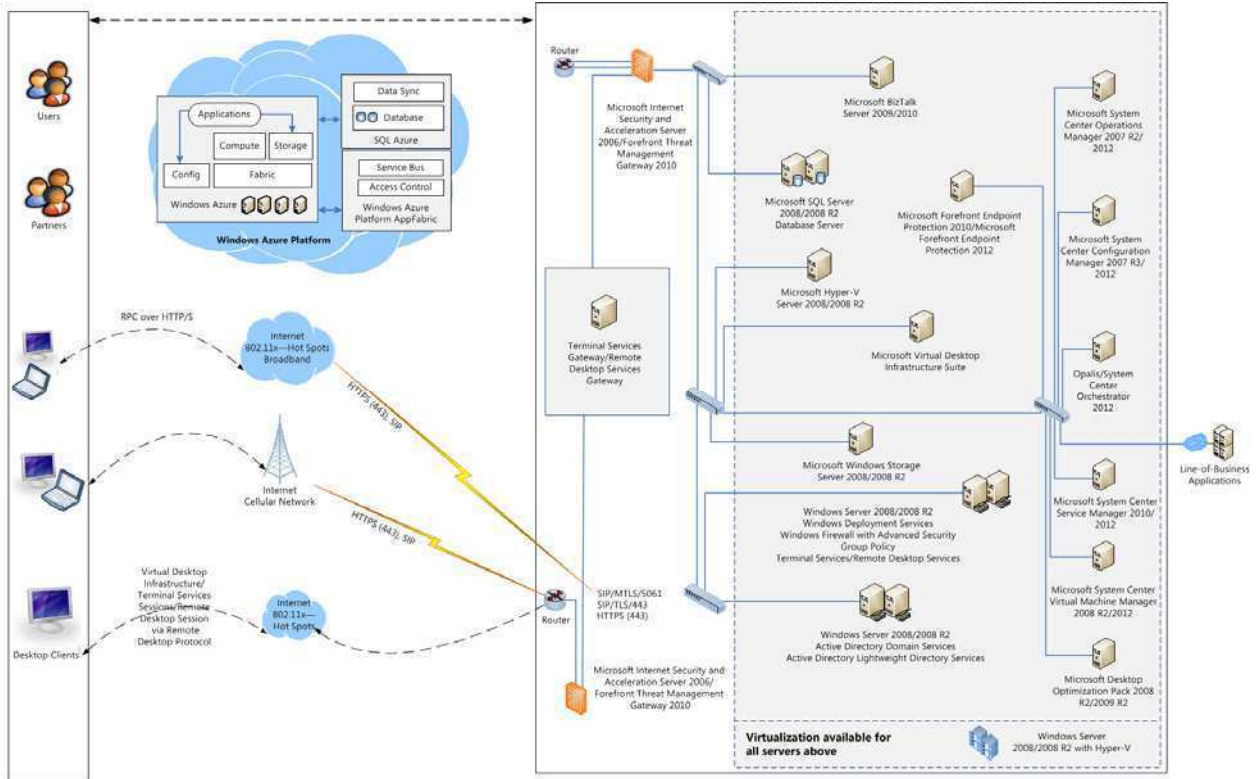 Users
Partners
Desktop Clients
Applications
Compute
Storage
Config
Fabric
Windows Azure
Data Sync
Database
SQL Azure
Service Bus
Access Control
Windows Azure
Platform AppFabric
Windows Azure Platform
RPC over HTTP/S
Internet
802.11x—Hot Spots
Broadband
HTTPS (443), SIP
Internet
Cellular Network
HTTPS (443), SIP
Virtual Desktop
Infrastructure/
Terminal Services
Sessions/Remote
Desktop Session
via Remote
Desktop Protocol
Internet
802.11x—
Hot Spots
Router
SIP/MTLS/5061
SIP/TLS/443
HTTPS (443)
Microsoft Internet Security and
Acceleration Server 2006/
Forefront Threat Management
Gateway 2010
Router
Microsoft Internet
Security and
Acceleration Server
2006/Forefront Threat
Management
Gateway 2010
Terminal Services
Gateway/Remote
Desktop Services
Gateway
Microsoft BizTalk
Server 2009/2010
Microsoft SQL Server
2008/2008 R2
Database Server
Microsoft Forefront Endpoint
Protection 2010/Microsoft
Forefront Endpoint
Protection 2012
Microsoft Hyper-V
Server 2008/2008 R2
Microsoft Virtual Desktop
Infrastructure Suite
Microsoft Windows Storage
Server 2008/2008 R2
Windows Server 2008/2008 R2
Windows Deployment Services
Windows Firewall with Advanced Security
Group Policy
Terminal Services/Remote Desktop Services
Windows Server 2008/2008 R2
Active Directory Domain Services
Active Directory Lightweight Directory Services
Microsoft System
Center Operations
Manager 2007 R2/
2012
Microsoft System
Center Configuration
Manager 2007 R3/
2012
Opalis/System
Center
Orchestrator
2012
Microsoft System Center
Service Manager 2010/
2012
Microsoft System Center
Virtual Machine Manager
2008 R2/2012
Microsoft Desktop
Optimization Pack 2008
R2/2009 R2
Line-of-Business
Applications
Virtualization available for
all servers above
Windows Server
2008/2008 R2 with Hyper-V